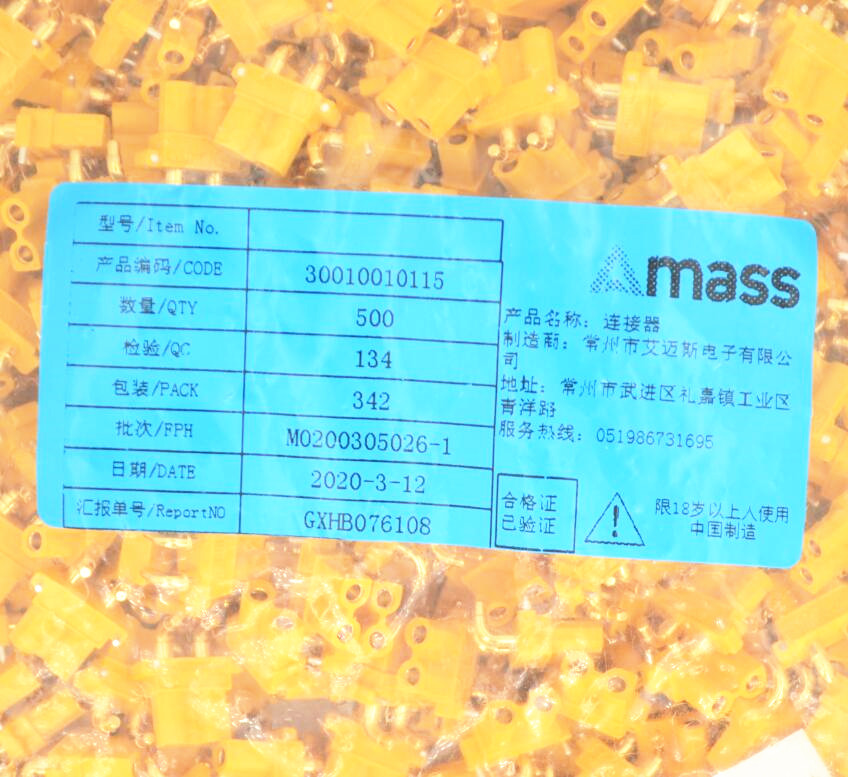 型号/Item No.
产品编码/CODE 30010010115
数量/QTY 500
检验/QC 134
包装/PACK 342
批次/FPH M0200305026-1
日期/DATE 2020-3-12
汇报单号/ReportNO GXHB076108
Amass
产品名称：连接器
制造商：常州市艾迈斯电子有限公
司
地址：常州市武进区礼嘉镇工业区
青洋路
服务热线：051986731695
合格证
已验证
!
限18岁以上人使用
中国制造